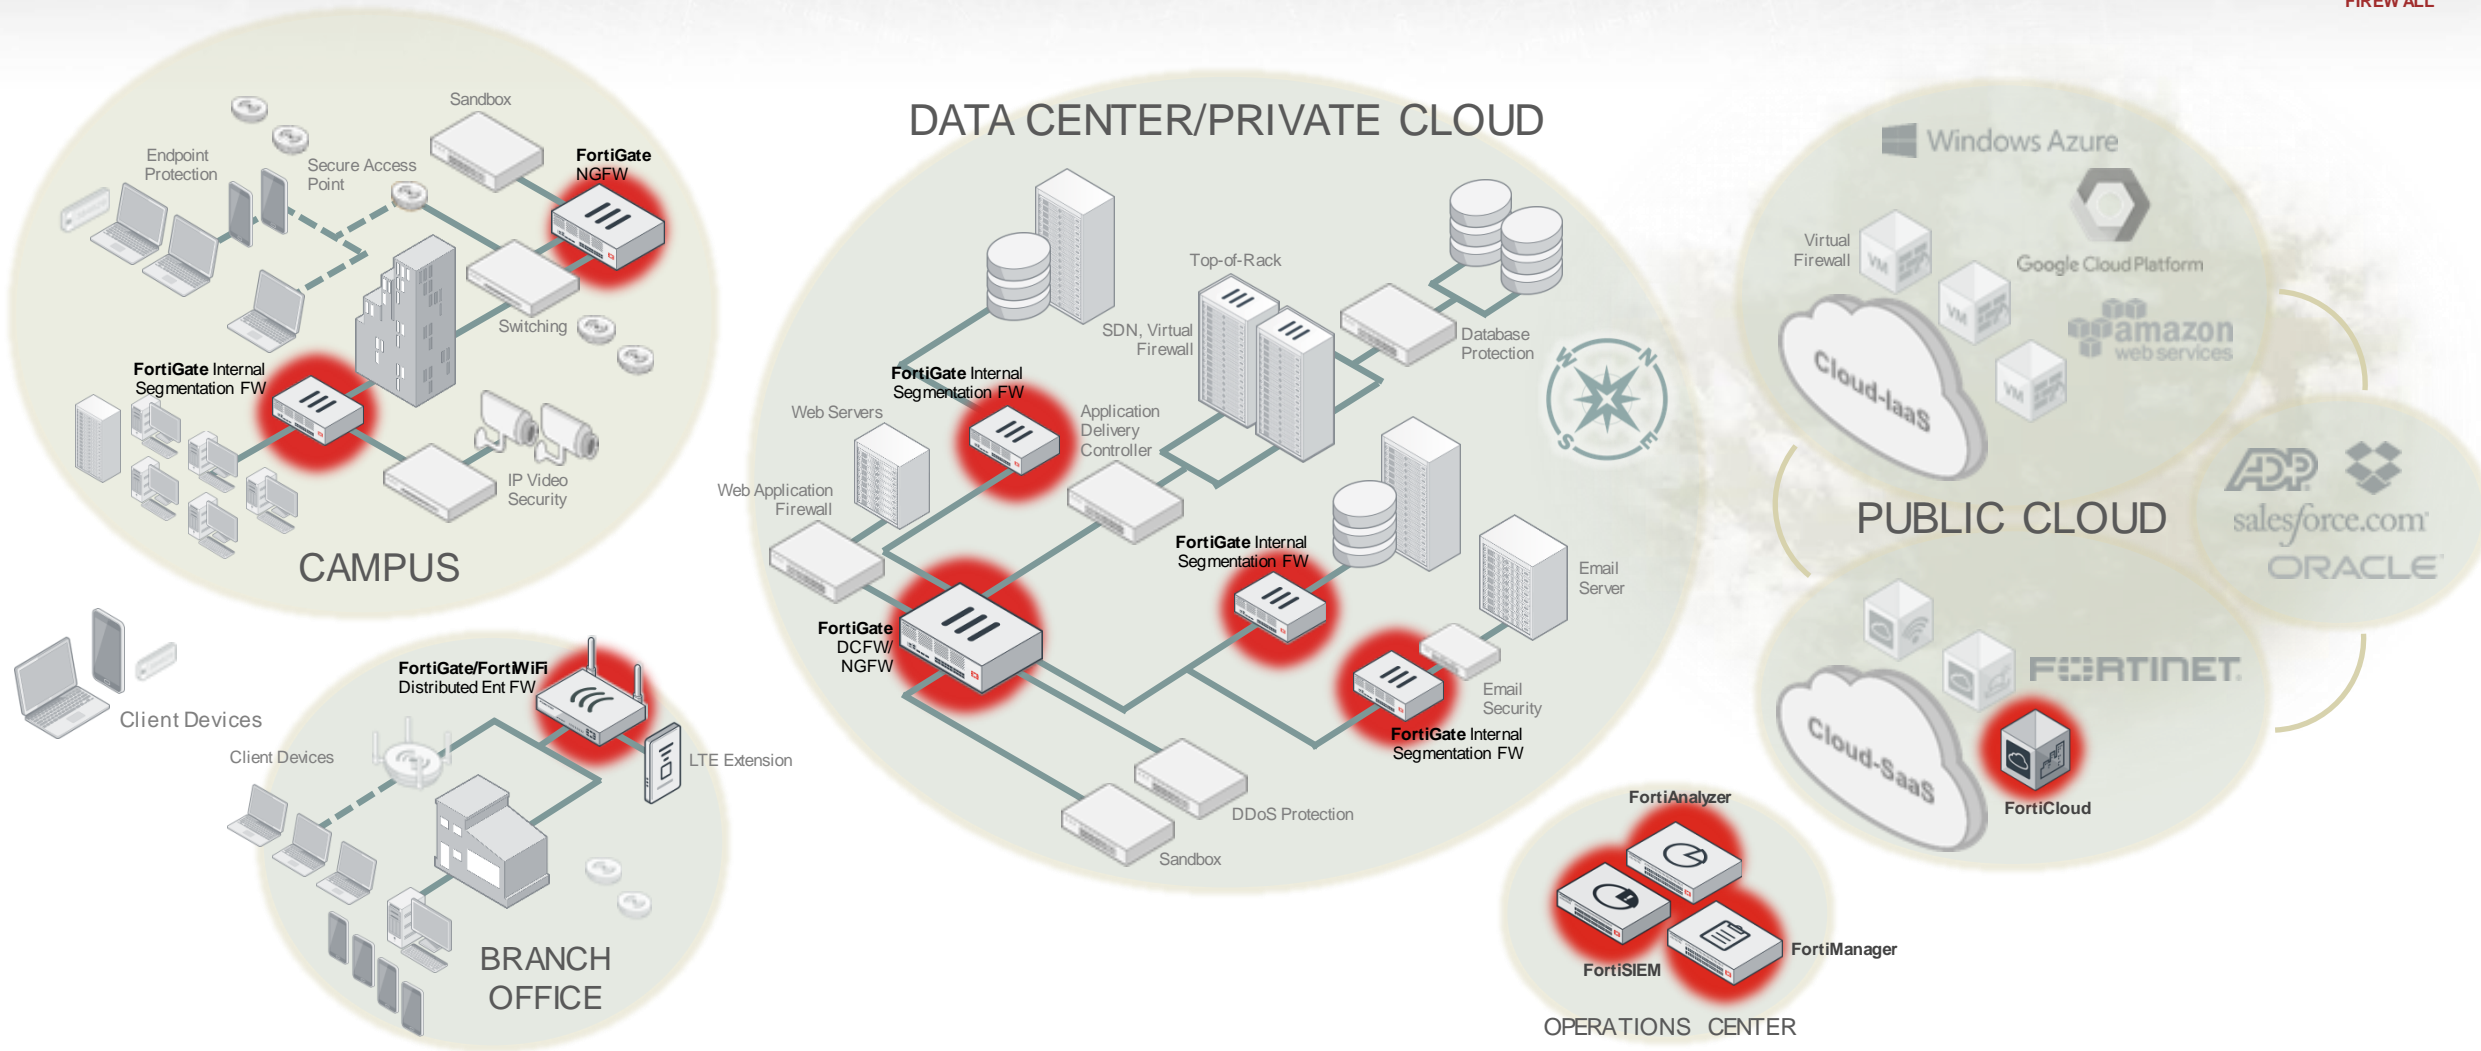 FIREWALL
Sandbox
Endpoint
Protection
Secure Access
Point
FortiGate
NGFW
Switching
FortiGate Internal
Segmentation FW
IP Video
Security
CAMPUS
Client Devices
FortiGate/FortiWiFi
Distributed Ent FW
Client Devices
LTE Extension
BRANCH
OFFICE
DATA CENTER/PRIVATE CLOUD
Top-of-Rack
SDN, Virtual
Firewall
Database
Protection
W
N
S
E
FortiGate Internal
Segmentation FW
Web Servers
Application
Delivery
Controller
Web Application
Firewall
FortiGate Internal
Segmentation FW
Email
Server
FortiGate
DCFW/
NGFW
Email
Security
FortiGate Internal
Segmentation FW
DDoS Protection
Sandbox
Windows Azure
Virtual
Firewall
VM
Google Cloud Platform
VM
amazon
web services
VM
Cloud-IaaS
ADP
salesforce.com
ORACLE
PUBLIC CLOUD
FORTINET
Cloud-SaaS
FortiCloud
FortiAnalyzer
FortiSIEM
FortiManager
OPERATIONS CENTER